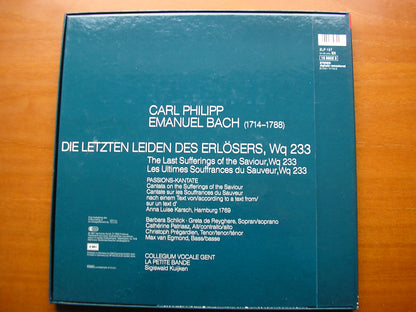 CARL PHILIPP
EMANUEL BACH (1714-1788)
DIE LETZTEN LEIDEN DES ERLÖSERS, Wq 233
The Last Sufferings of the Saviour, Wq 233
Les Ultimes Souffrances du Sauveur, Wq 233
PASSIONS-KANTATE
Cantata on the Sufferings of the Saviour
Cantate sur les Souffrances du Sauveur
nach einem Text von/according to a text from/
sur un text d'
Anna Luise Karsch, Hamburg 1769
Barbara Schlick · Greta de Reyghere, Sopran/soprano
Catherine Patriasz, Alt/contralto/alto
Christoph Prégardien, Tenor/tenor/ténor
Max van Egmond, Bass/basse
COLLEGIUM VOCALE GENT
LA PETITE BANDE
Sigiswald Kuijken